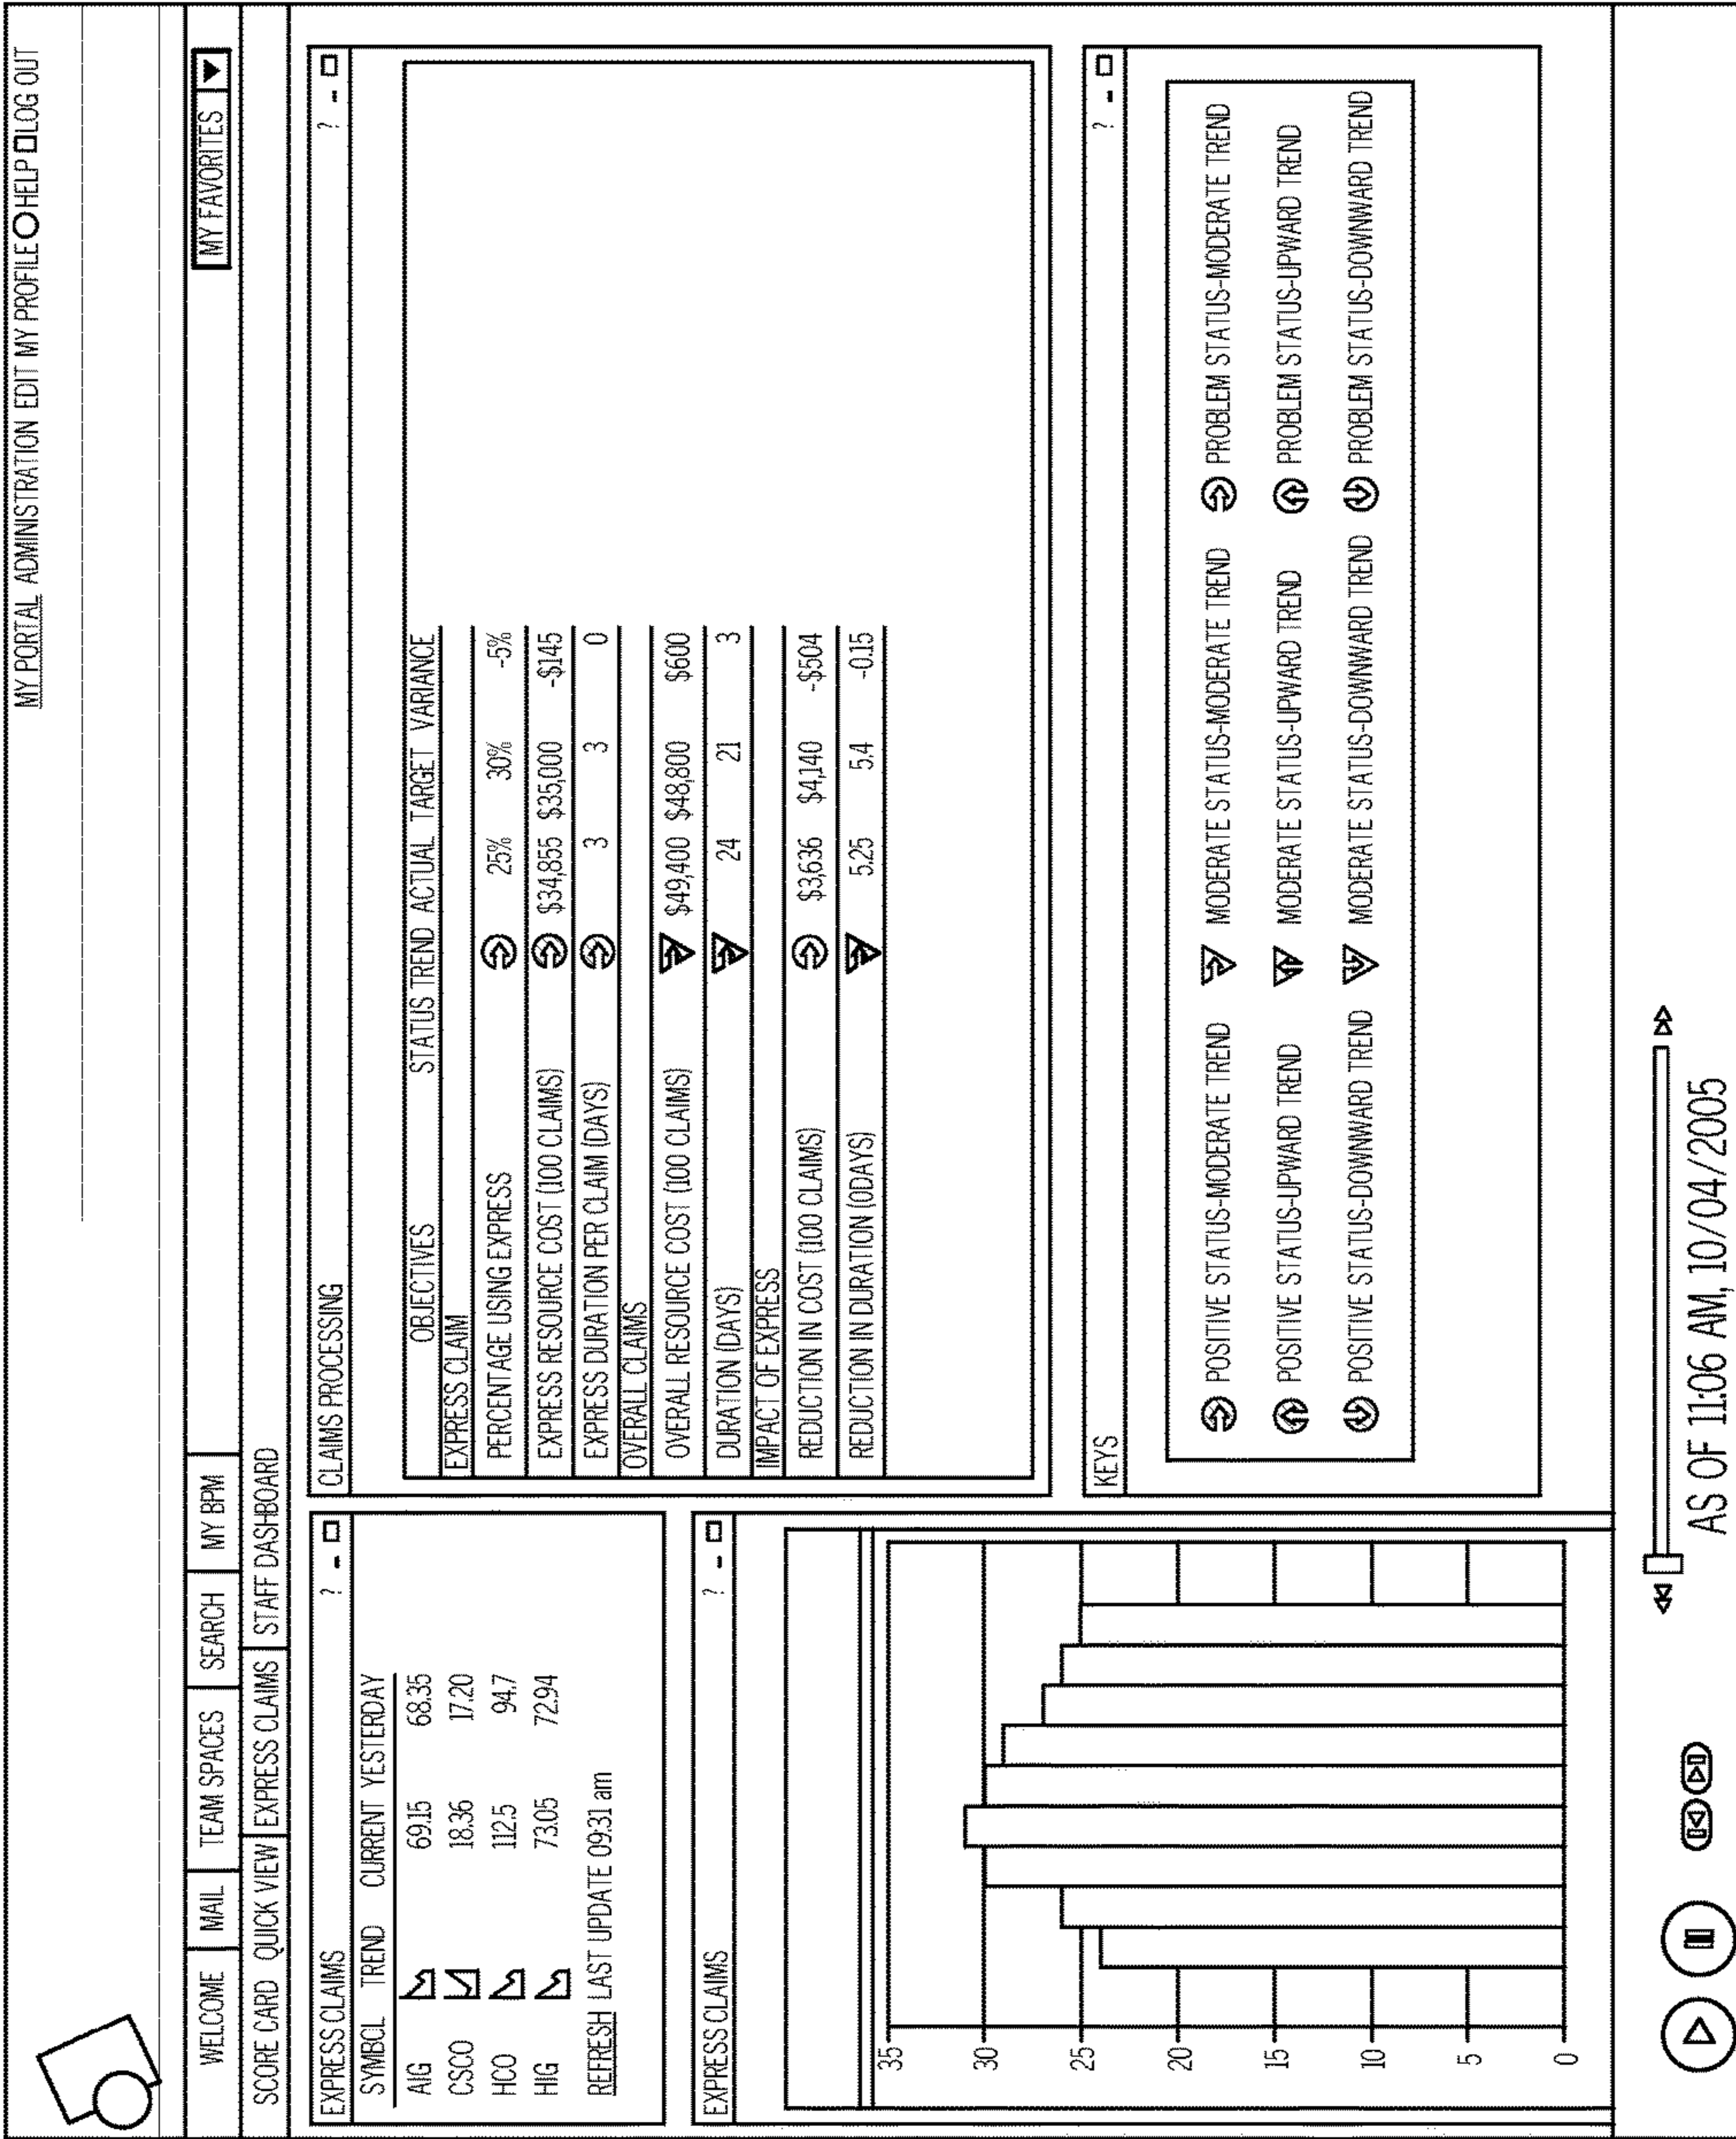 MY PORTAL ADMINISTRATION EDIT MY PROFILE HELP LOG OUT
WELCOME MAIL TEAM SPACES SEARCH MY BPM MY FAVORITES
SCORE CARD QUICK VIEW EXPRESS CLAIMS STAFF DASHBOARD
EXPRESS CLAIMS ? -
SYMBOL TREND CURRENT YESTERDAY
AIG 69.15 68.35
CSCO 18.36 17.20
HCO 112.5 94.7
HIG 73.05 72.94
REFRESH LAST UPDATE 09:31 am
EXPRESS CLAIMS ? -
35
30
25
20
15
10
5
0
CLAIMS PROCESSING ? -
OBJECTIVES STATUS TREND ACTUAL TARGET VARIANCE
EXPRESS CLAIM
PERCENTAGE USING EXPRESS 25% 30% -5%
EXPRESS RESOURCE COST (100 CLAIMS) $34,855 $35,000 -$145
EXPRESS DURATION PER CLAIM (DAYS) 3 3 0
OVERALL CLAIMS
OVERALL RESOURCE COST (100 CLAIMS) $49,400 $48,800 $600
DURATION (DAYS) 24 21 3
IMPACT OF EXPRESS
REDUCTION IN COST (100 CLAIMS) $3,636 $4,140 -$504
REDUCTION IN DURATION (0DAYS) 5.25 5.4 -0.15
KEYS ? -
POSITIVE STATUS-MODERATE TREND MODERATE STATUS-MODERATE TREND PROBLEM STATUS-MODERATE TREND
POSITIVE STATUS-UPWARD TREND MODERATE STATUS-UPWARD TREND PROBLEM STATUS-UPWARD TREND
POSITIVE STATUS-DOWNWARD TREND MODERATE STATUS-DOWNWARD TREND PROBLEM STATUS-DOWNWARD TREND
AS OF 11:06 AM, 10/04/2005